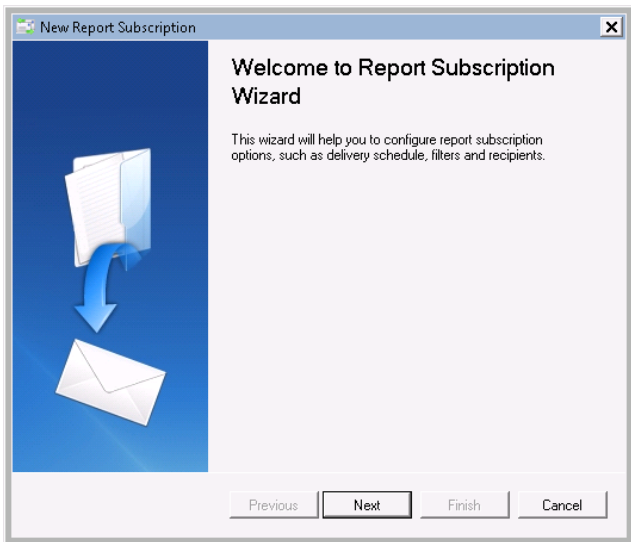 New Report Subscription
Welcome to Report Subscription
Wizard
This wizard will help you to configure report subscription
options, such as delivery schedule, filters and recipients.
Previous
Next
Finish
Cancel